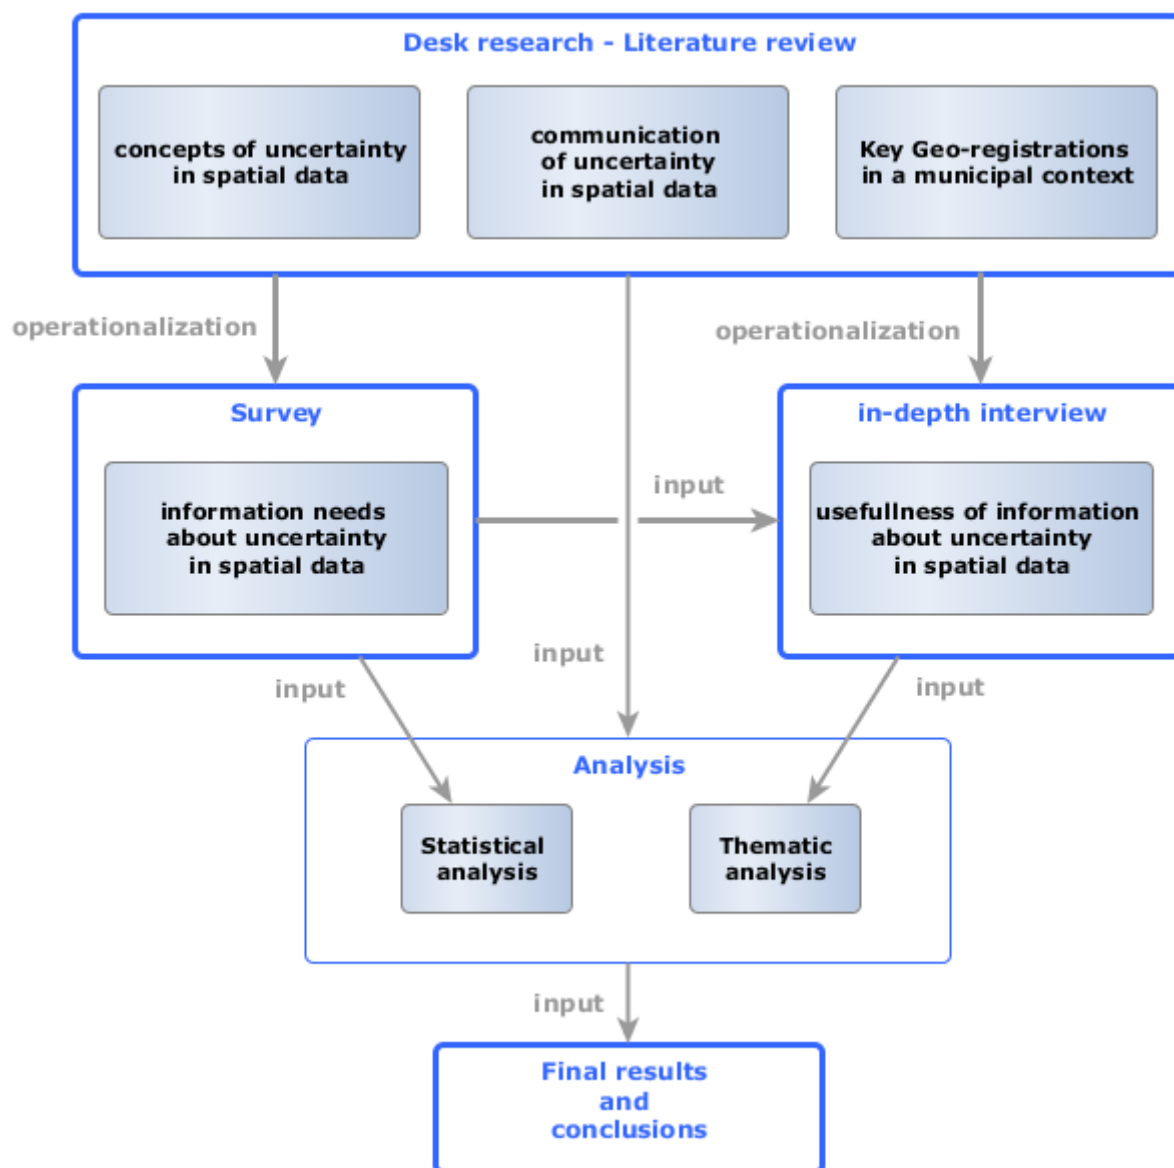 Desk research - Literature review
concepts of uncertainty
in spatial data
communication
of uncertainty
in spatial data
Key Geo-registrations
in a municipal context
operationalization
operationalization
Survey
information needs
about uncertainty
in spatial data
input
in-depth interview
usefullness of information
about uncertainty
in spatial data
input
input
input
Analysis
Statistical
analysis
Thematic
analysis
input
Final results
and
conclusions